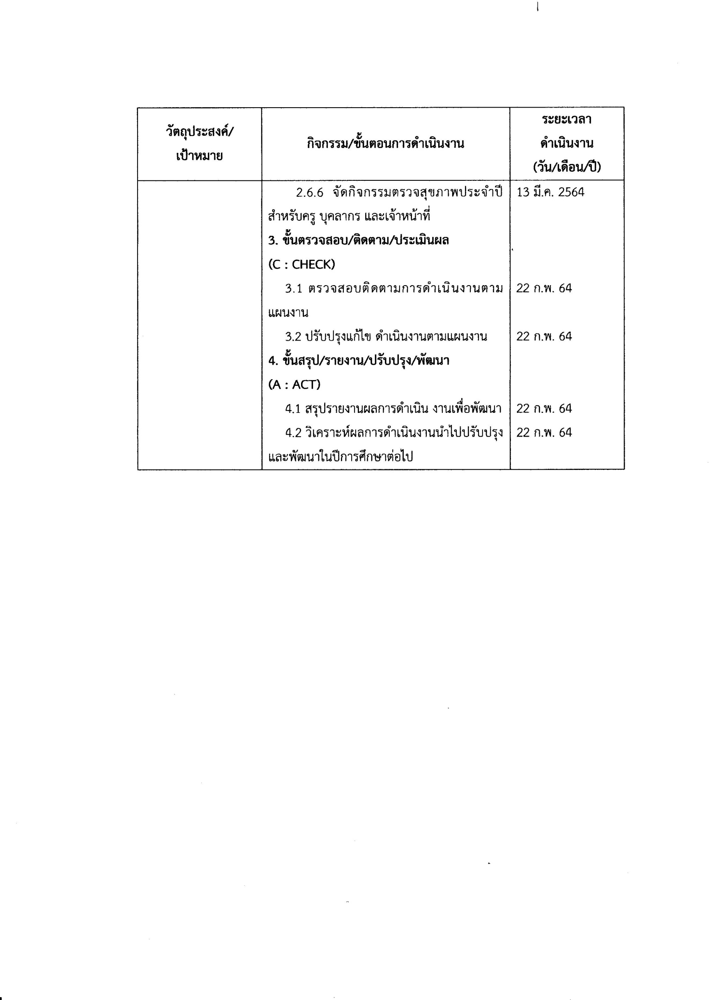 วัตถุประสงค์/
เป้าหมาย
กิจกรรม/ขั้นตอนการดำเนินงาน
ระยะเวลา
ดำเนินงาน
(วัน/เดือน/ปี)
2.6.6 จัดกิจกรรมตรวจสุขภาพประจำปี 13 มี.ค. 2564
สำหรับครู บุคลากร และเจ้าหน้าที่
3. ขั้นตรวจสอบ/ติดตาม/ประเมินผล
(C : CHECK)
3.1 ตรวจสอบติดตามการดำเนินงานตาม 22 ก.พ. 64
แผนงาน
3.2 ปรับปรุงแก้ไข ดำเนินงานตามแผนงาน 22 ก.พ. 64
4. ขั้นสรุป/รายงาน/ปรับปรุง/พัฒนา
(A : ACT)
4.1 สรุปรายงานผลการดำเนิน งานเพื่อพัฒนา 22 ก.พ. 64
4.2 วิเคราะห์ผลการดำเนินงานนำไปปรับปรุง 22 ก.พ. 64
และพัฒนาในปีการศึกษาต่อไป